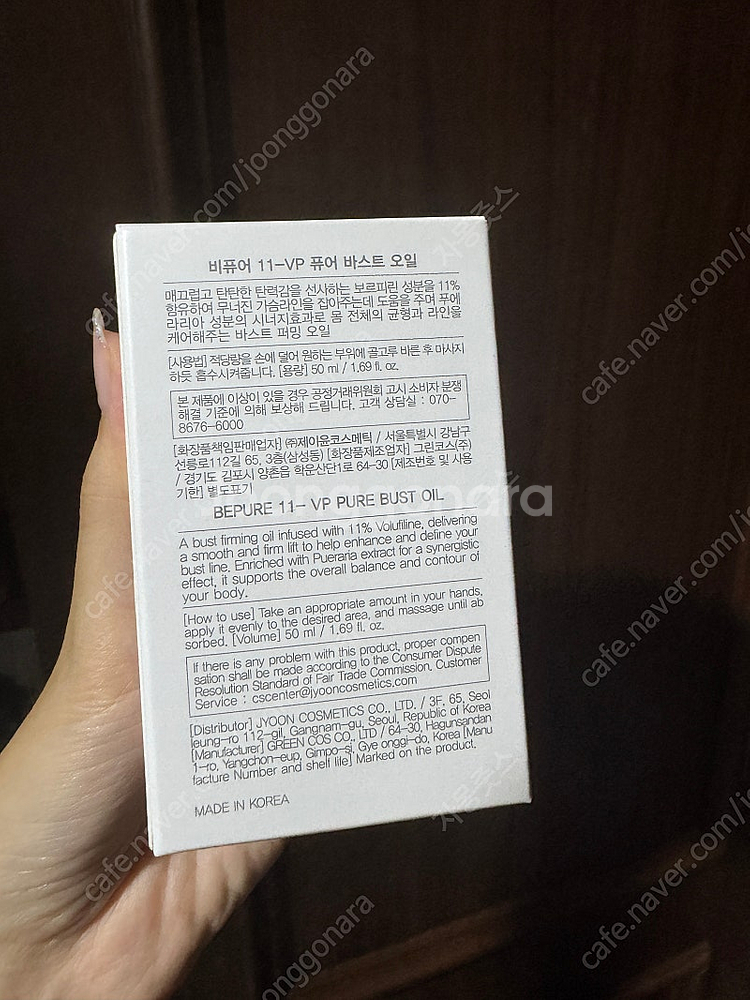 비퓨어 11-VP 퓨어 바스트 오일
매끄럽고 탄탄한 탄력감을 선사하는 보르피린 성분을 11%
함유하여 무너진 가슴라인을 잡아주는데 도움을 주며 푸에
라리아 성분의 시너지효과로 몸 전체의 균형과 라인을
케어해주는 바스트 퍼밍 오일
[사용법] 적당량을 손에 덜어 원하는 부위에 골고루 바른 후 마사지
하듯 흡수시켜줍니다. [용량] 50 ml / 1.69 fl. oz.
본 제품에 이상이 있을 경우 공정거래위원회 고시 소비자 분쟁
해결 기준에 의해 보상해 드립니다. 고객 상담실 : 070-
8676-6000
[화장품책임판매업자] ㈜제이윤코스메틱 / 서울특별시 강남구
선릉로112길 65, 3층(삼성동) [화장품제조업자] 그린코스(주)
/ 경기도 김포시 양촌읍 학운산단1로 64-30 [제조번호 및 사용
기한] 별도표기
BEPURE 11- VP PURE BUST OIL
A bust firming oil infused with 11% Volufiline, delivering
a smooth and firm lift to help enhance and define your
bust line. Enriched with Pueraria extract for a synergistic
effect, it supports the overall balance and contour of
your body.
[How to use] Take an appropriate amount in your hands,
apply it evenly to the desired area, and massage until ab
sorbed. [Volume] 50 ml / 1.69 fl. oz.
If there is any problem with this product, proper compen
sation shall be made according to the Consumer Dispute
Resolution Standard of Fair Trade Commission. Customer
Service : cscenter@jyooncosmetics.com
[Distributor] JYOON COSMETICS CO., LTD. / 3F, 65, Seol
leung-ro 112-gil, Gangnam-gu, Seoul, Republic of Korea
[Manufacturer] GREEN COS CO., LTD / 64-30, Hagunsandan
1-ro, Yangchon-eup, Gimpo-si, Gye onggi-do, Korea [Manu
facture Number and shelf life] Marked on the product.
MADE IN KOREA
joonggonara
cafe.naver.com/joonggonara
cafe.naver.com/joonggonara
cafe.naver.com/joonggonara
cafe.naver.com/joonggonara